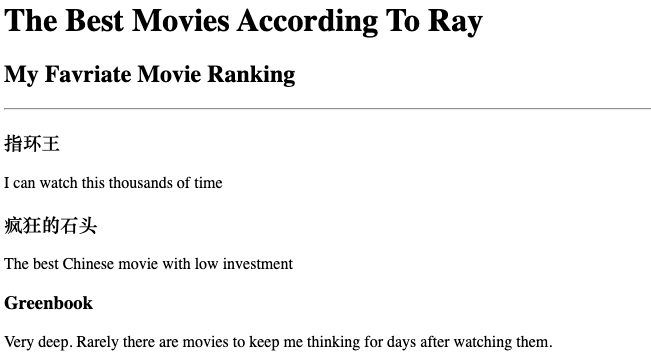 The Best Movies According To Ray
My Favriate Movie Ranking
指环王
I can watch this thousands of time
疯狂的石头
The best Chinese movie with low investment
Greenbook
Very deep. Rarely there are movies to keep me thinking for days after watching them.